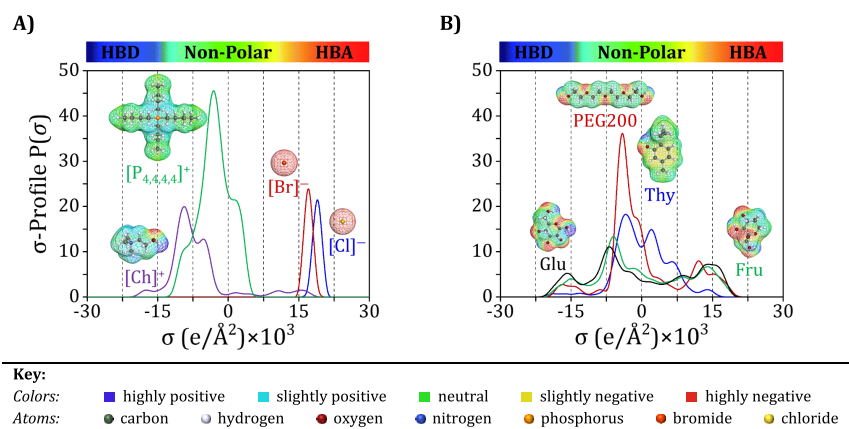 A)
B)
HBD Non-Polar HBA
HBD Non-Polar HBA
σ-Profile P(σ)
50
40
30
20
10
0
[P4,4,4,4]+
[Ch]+
[Br]−
[Cl]−
-30 -15 0 15 30
σ (e/Å2)×103
50
40
30
20
10
0
PEG200
Thy
Glu
Fru
-30 -15 0 15 30
σ (e/Å2)×103
Key:
Colors: highly positive slightly positive neutral slightly negative highly negative
Atoms: carbon hydrogen oxygen nitrogen phosphorus bromide chloride